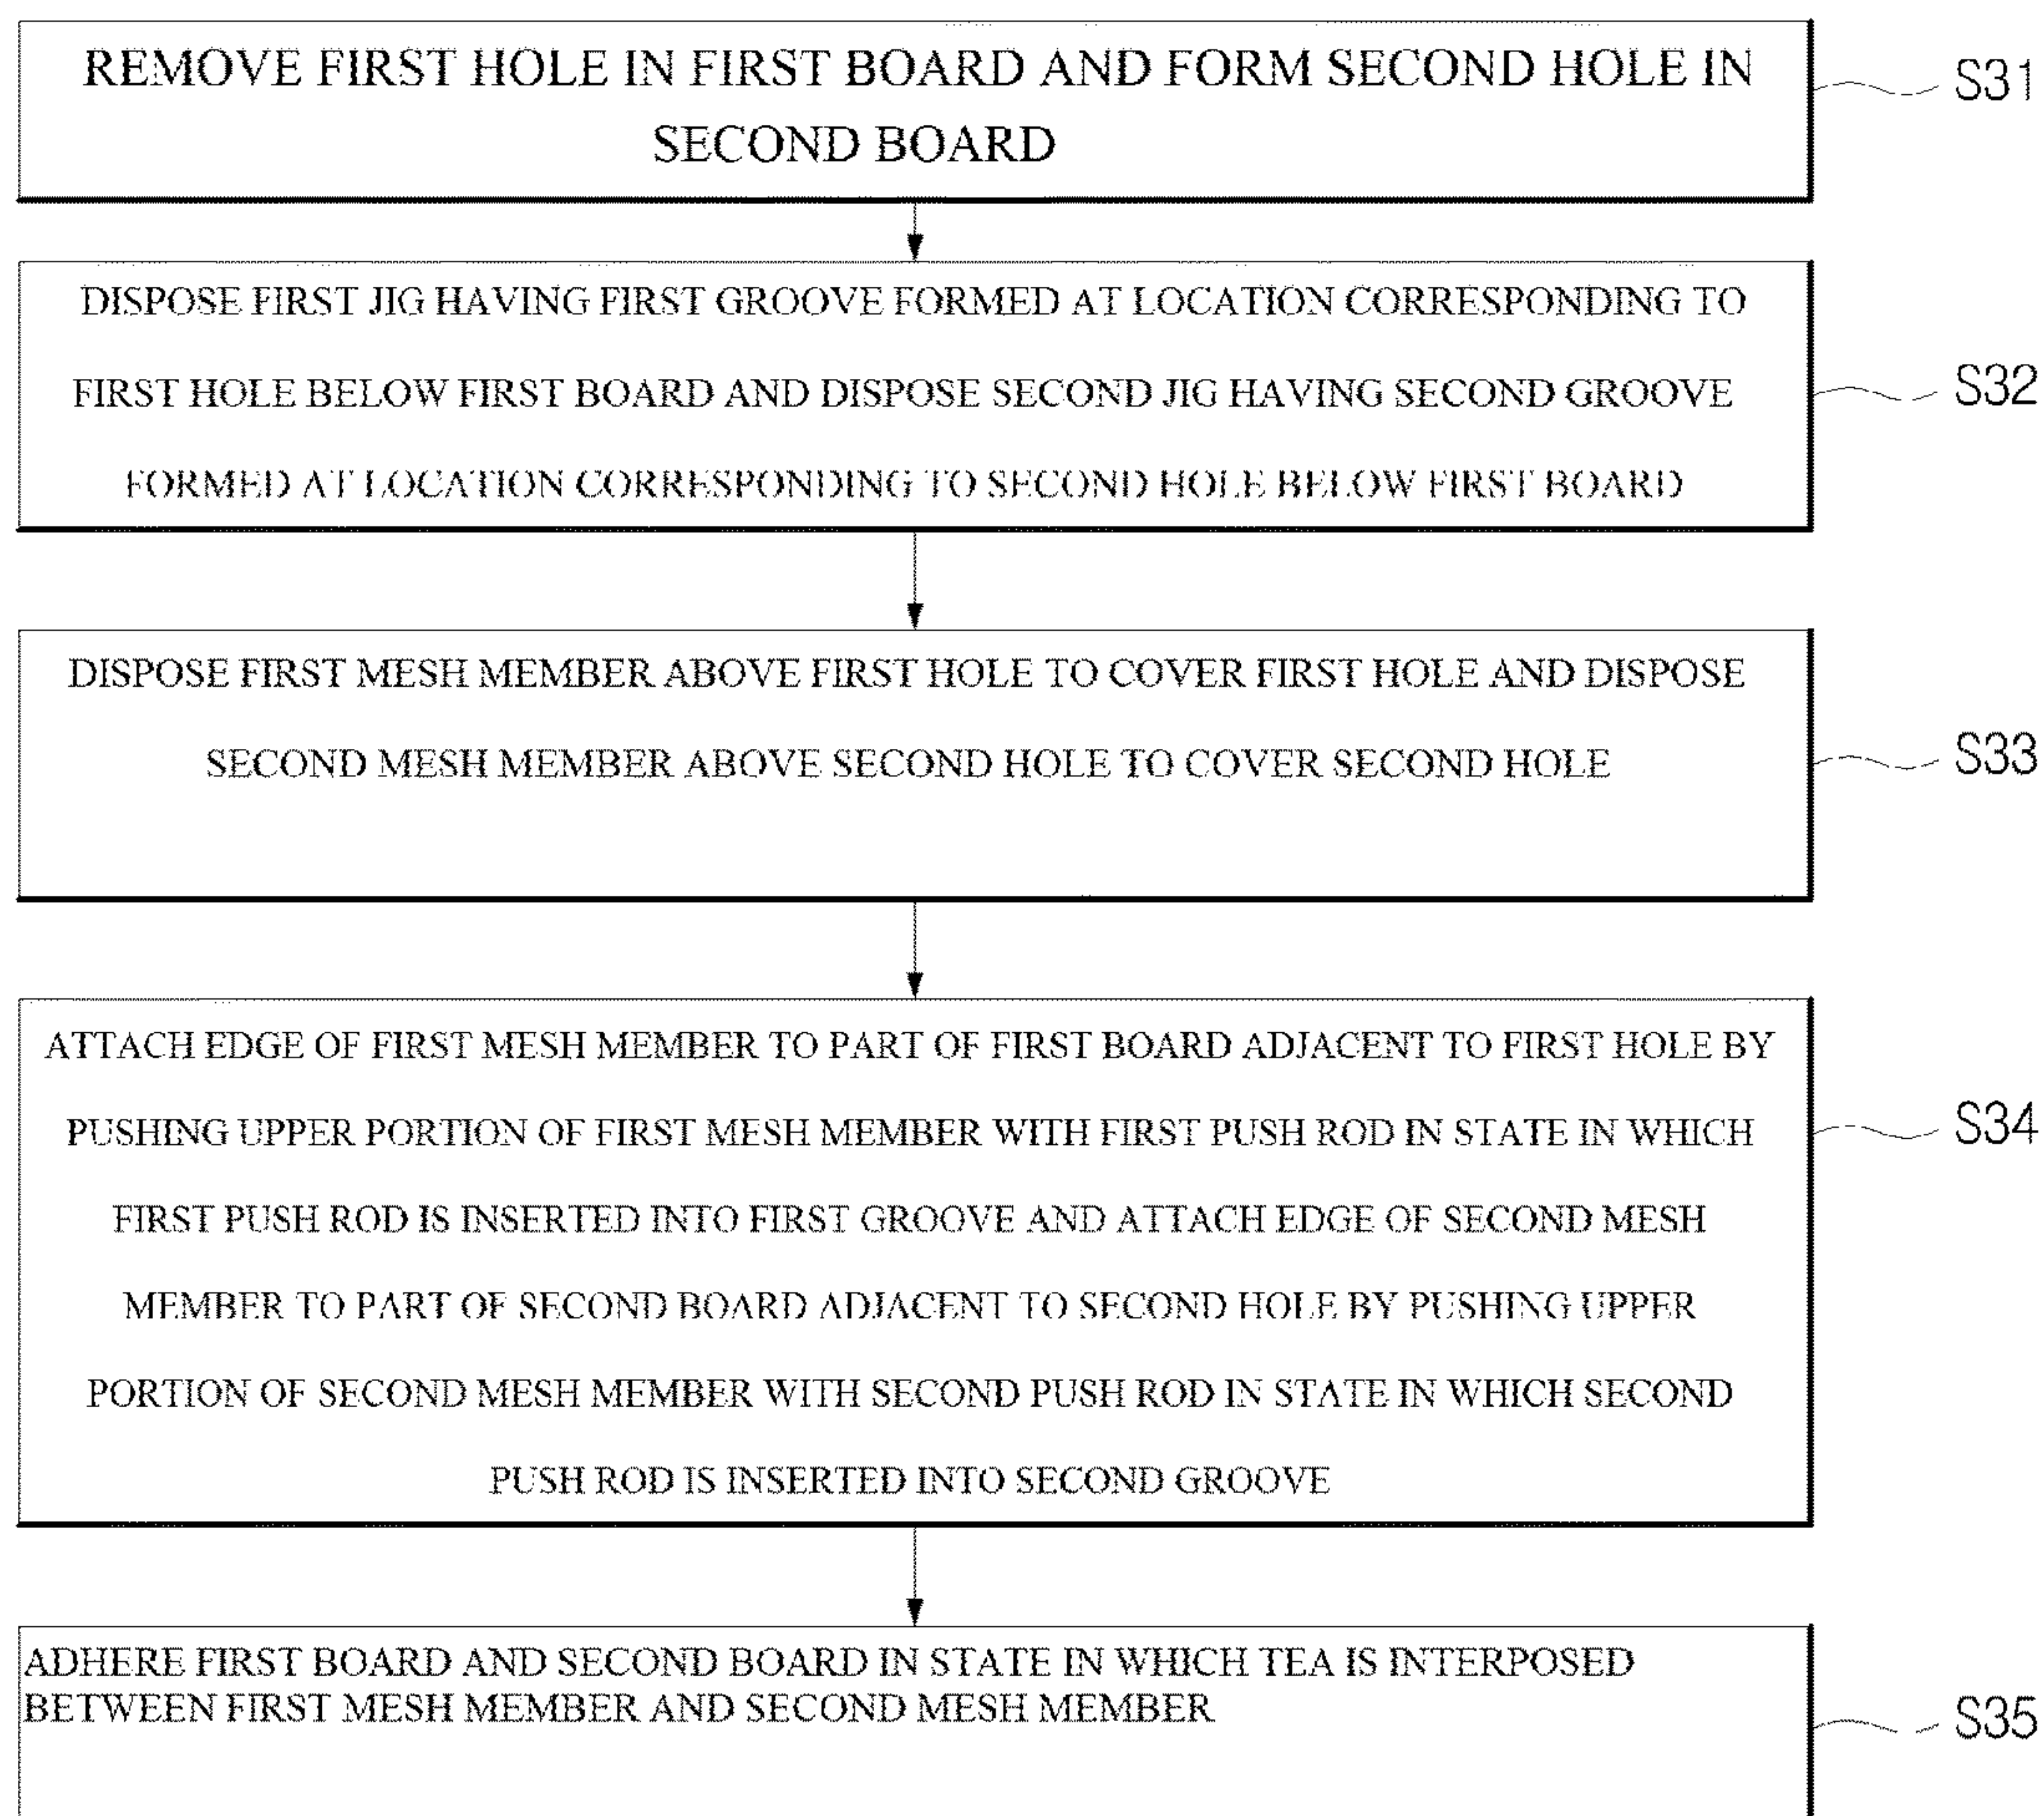 REMOVE FIRST HOLE IN FIRST BOARD AND FORM SECOND HOLE IN
SECOND BOARD
S31
DISPOSE FIRST JIG HAVING FIRST GROOVE FORMED AT LOCATION CORRESPONDING TO
FIRST HOLE BELOW FIRST BOARD AND DISPOSE SECOND JIG HAVING SECOND GROOVE
FORMED AT LOCATION CORRESPONDING TO SECOND HOLE BELOW FIRST BOARD
S32
DISPOSE FIRST MESH MEMBER ABOVE FIRST HOLE TO COVER FIRST HOLE AND DISPOSE
SECOND MESH MEMBER ABOVE SECOND HOLE TO COVER SECOND HOLE
S33
ATTACH EDGE OF FIRST MESH MEMBER TO PART OF FIRST BOARD ADJACENT TO FIRST HOLE BY
PUSHING UPPER PORTION OF FIRST MESH MEMBER WITH FIRST PUSH ROD IN STATE IN WHICH
FIRST PUSH ROD IS INSERTED INTO FIRST GROOVE AND ATTACH EDGE OF SECOND MESH
MEMBER TO PART OF SECOND BOARD ADJACENT TO SECOND HOLE BY PUSHING UPPER
PORTION OF SECOND MESH MEMBER WITH SECOND PUSH ROD IN STATE IN WHICH SECOND
PUSH ROD IS INSERTED INTO SECOND GROOVE
S34
ADHERE FIRST BOARD AND SECOND BOARD IN STATE IN WHICH TEA IS INTERPOSED
BETWEEN FIRST MESH MEMBER AND SECOND MESH MEMBER
S35